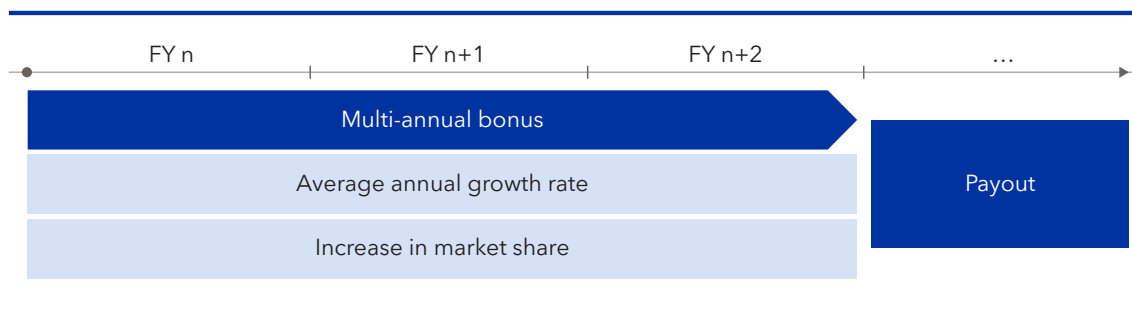 FY n FY n+1 FY n+2 …
Multi-annual bonus
Average annual growth rate
Payout
Increase in market share